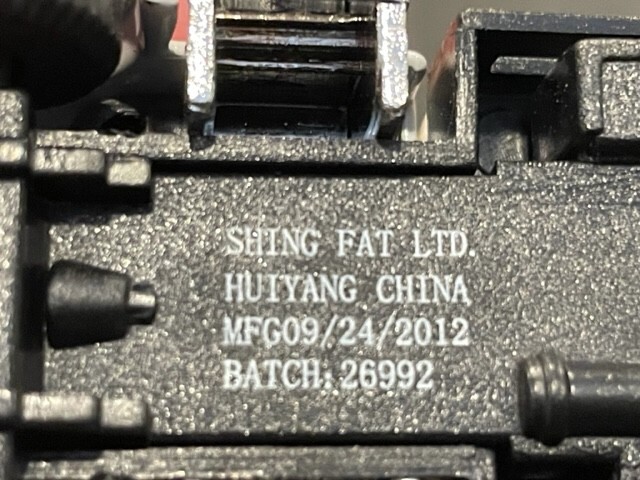 SHING FAT LTD.
HUIYANG CHINA
MFG09/24/2012
BATCH:26992